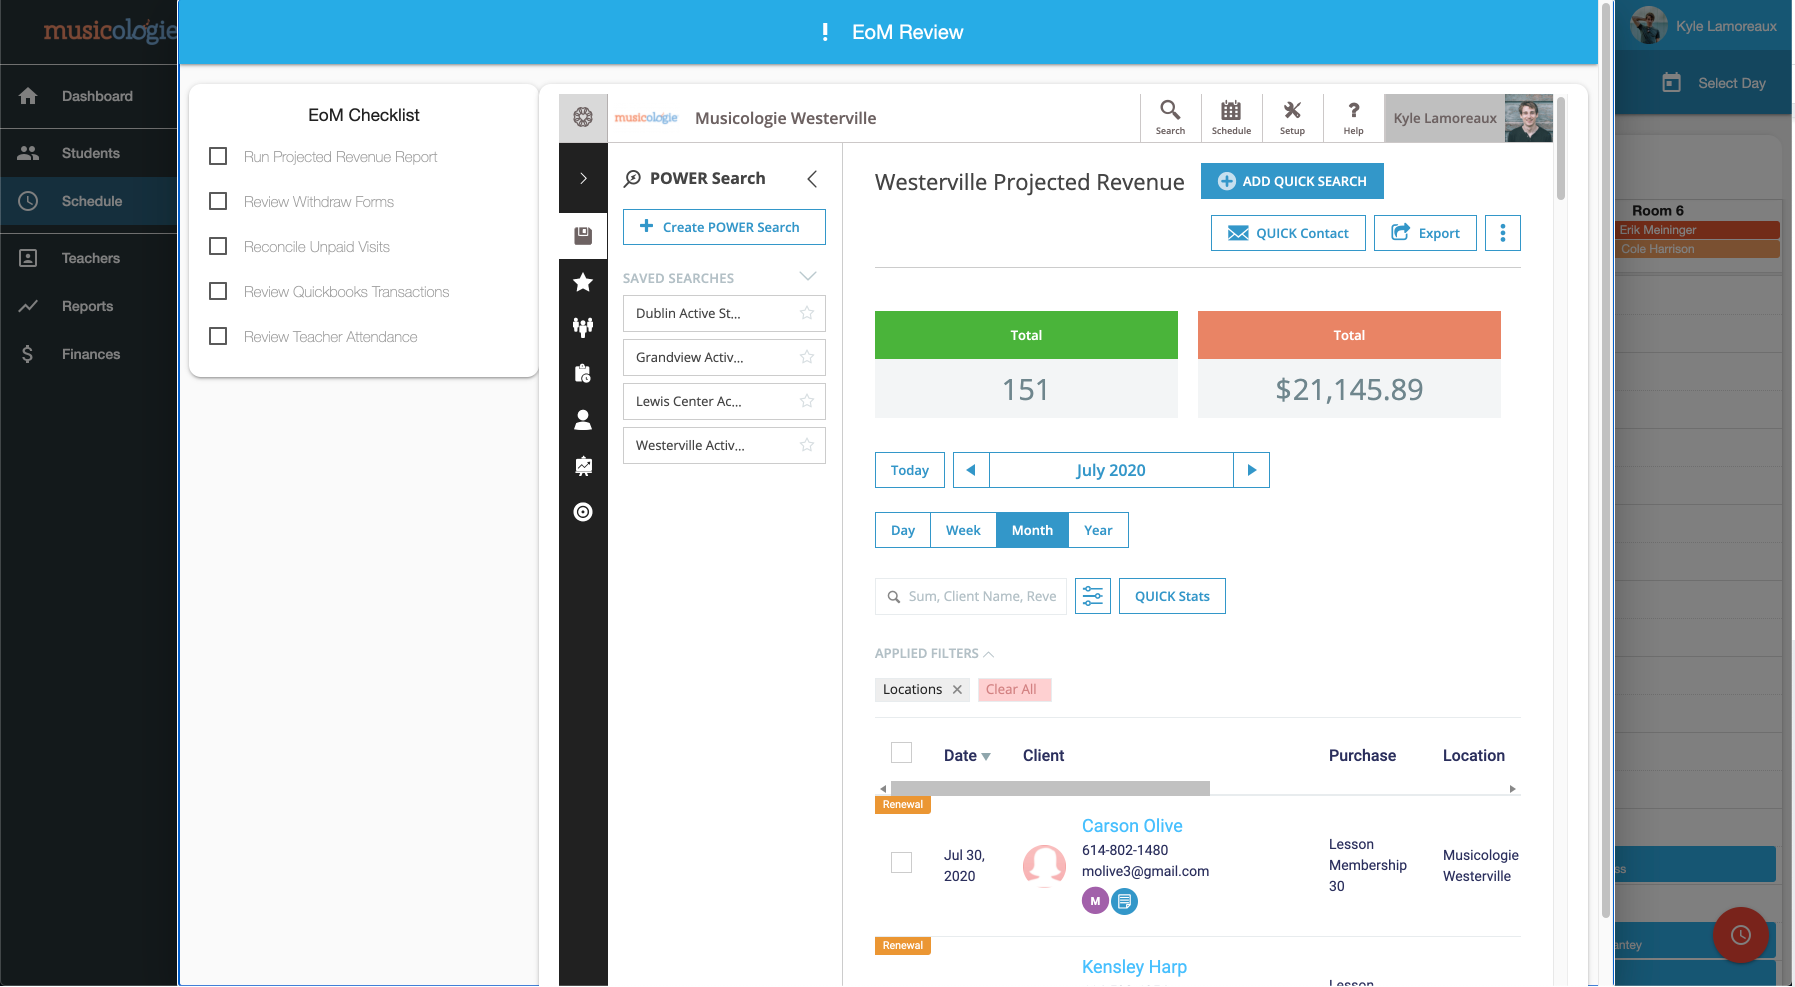 musicologie
Dashboard
Students
Schedule
Teachers
Reports
Finances
! EoM Review
EoM Checklist
Run Projected Revenue Report
Review Withdraw Forms
Reconcile Unpaid Visits
Review Quickbooks Transactions
Review Teacher Attendance
musicologie
Musicologie Westerville
Search
Schedule
Setup
? Help
Kyle Lamoreaux
POWER Search
Create POWER Search
SAVED SEARCHES
Dublin Active St...
Grandview Activ...
Lewis Center Ac...
Westerville Activ...
Westerville Projected Revenue
ADD QUICK SEARCH
QUICK Contact
Export
Total
151
Total
$21,145.89
Today
July 2020
Day
Week
Month
Year
Sum, Client Name, Reve
QUICK Stats
APPLIED FILTERS
Locations
Clear All
Date
Client
Purchase
Location
Renewal
Jul 30,
2020
Carson Olive
614-802-1480
molive3@gmail.com
M
Lesson
Membership
30
Musicologie
Westerville
Renewal
Kensley Harp
Lesson
Kyle Lamoreaux
Select Day
Room 6
Erik Meininger
Cole Harrison
ss
antey